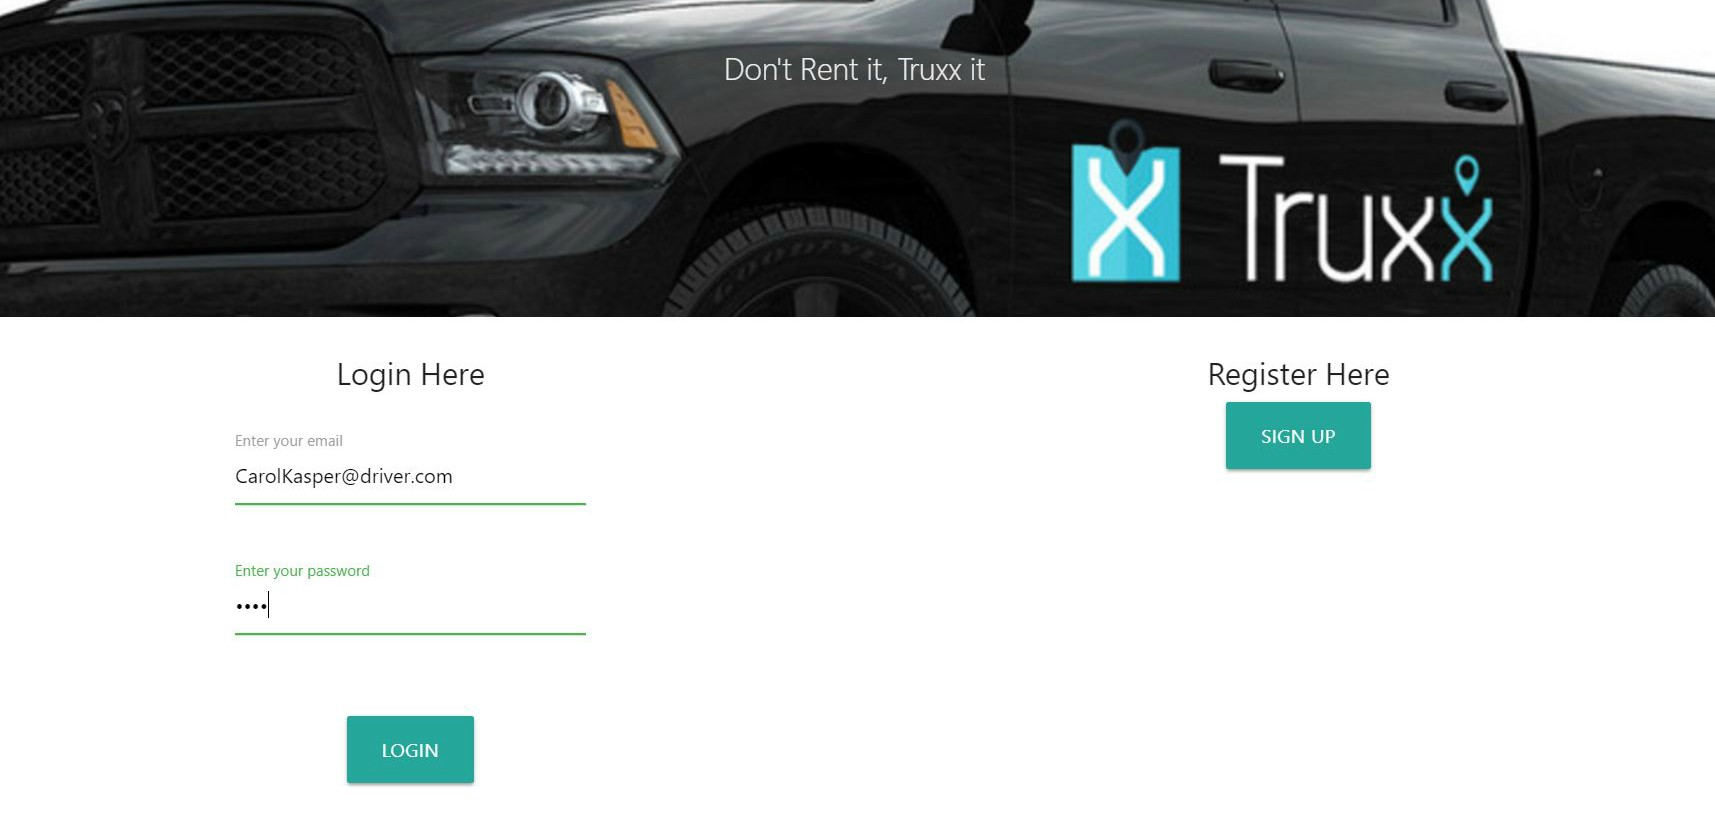 Don't Rent it, Truxx it
Truxx
GOODYEAR
Login Here
Enter your email
CarolKasper@driver.com
Enter your password
••••
LOGIN
Register Here
SIGN UP